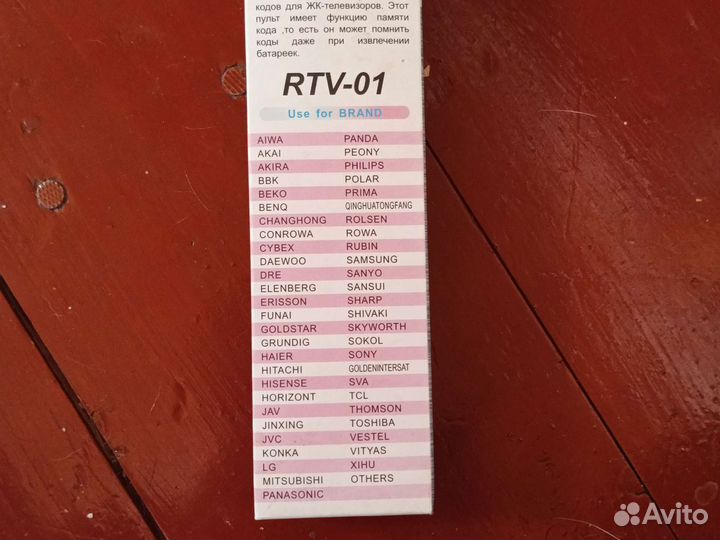 кодов для ЖК-телевизоров. Этот
пульт имеет функцию памяти
кода ,то есть он может помнить
коды даже при извлечении
батареек.
RTV-01
Use for BRAND
AIWA PANDA
AKAI PEONY
AKIRA PHILIPS
BBK POLAR
BEKO PRIMA
BENQ QINGHUATONGFANG
CHANGHONG ROLSEN
CONROWA ROWA
CYBEX RUBIN
DAEWOO SAMSUNG
DRE SANYO
ELENBERG SANSUI
ERISSON SHARP
FUNAI SHIVAKI
GOLDSTAR SKYWORTH
GRUNDIG SOKOL
HAIER SONY
HITACHI GOLDENINTERSAT
HISENSE SVA
HORIZONT TCL
JAV THOMSON
JINXING TOSHIBA
JVC VESTEL
KONKA VITYAS
LG XIHU
MITSUBISHI OTHERS
PANASONIC
Avito